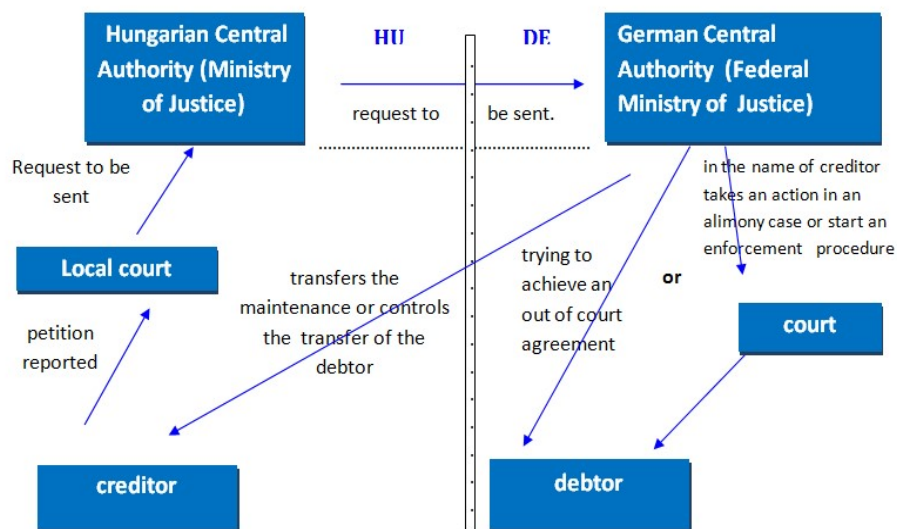 Hungarian Central
Authority (Ministry
of Justice)
HU
DE
German Central
Authority (Federal
Ministry of Justice)
request to
be sent.
Request to be
sent
in the name of creditor
takes an action in an
alimony case or start an
enforcement procedure
Local court
transfers the
maintenance or controls
the transfer of the
debtor
trying to
achieve an
out of court
agreement
or
court
petition
reported
creditor
debtor